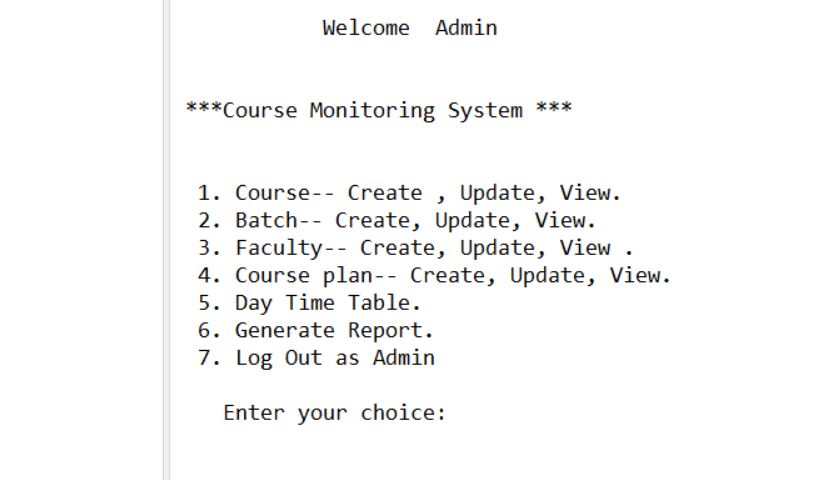 Welcome  Admin
***Course Monitoring System ***
1. Course-- Create , Update, View.
2. Batch-- Create, Update, View.
3. Faculty-- Create, Update, View .
4. Course plan-- Create, Update, View.
5. Day Time Table.
6. Generate Report.
7. Log Out as Admin
Enter your choice: